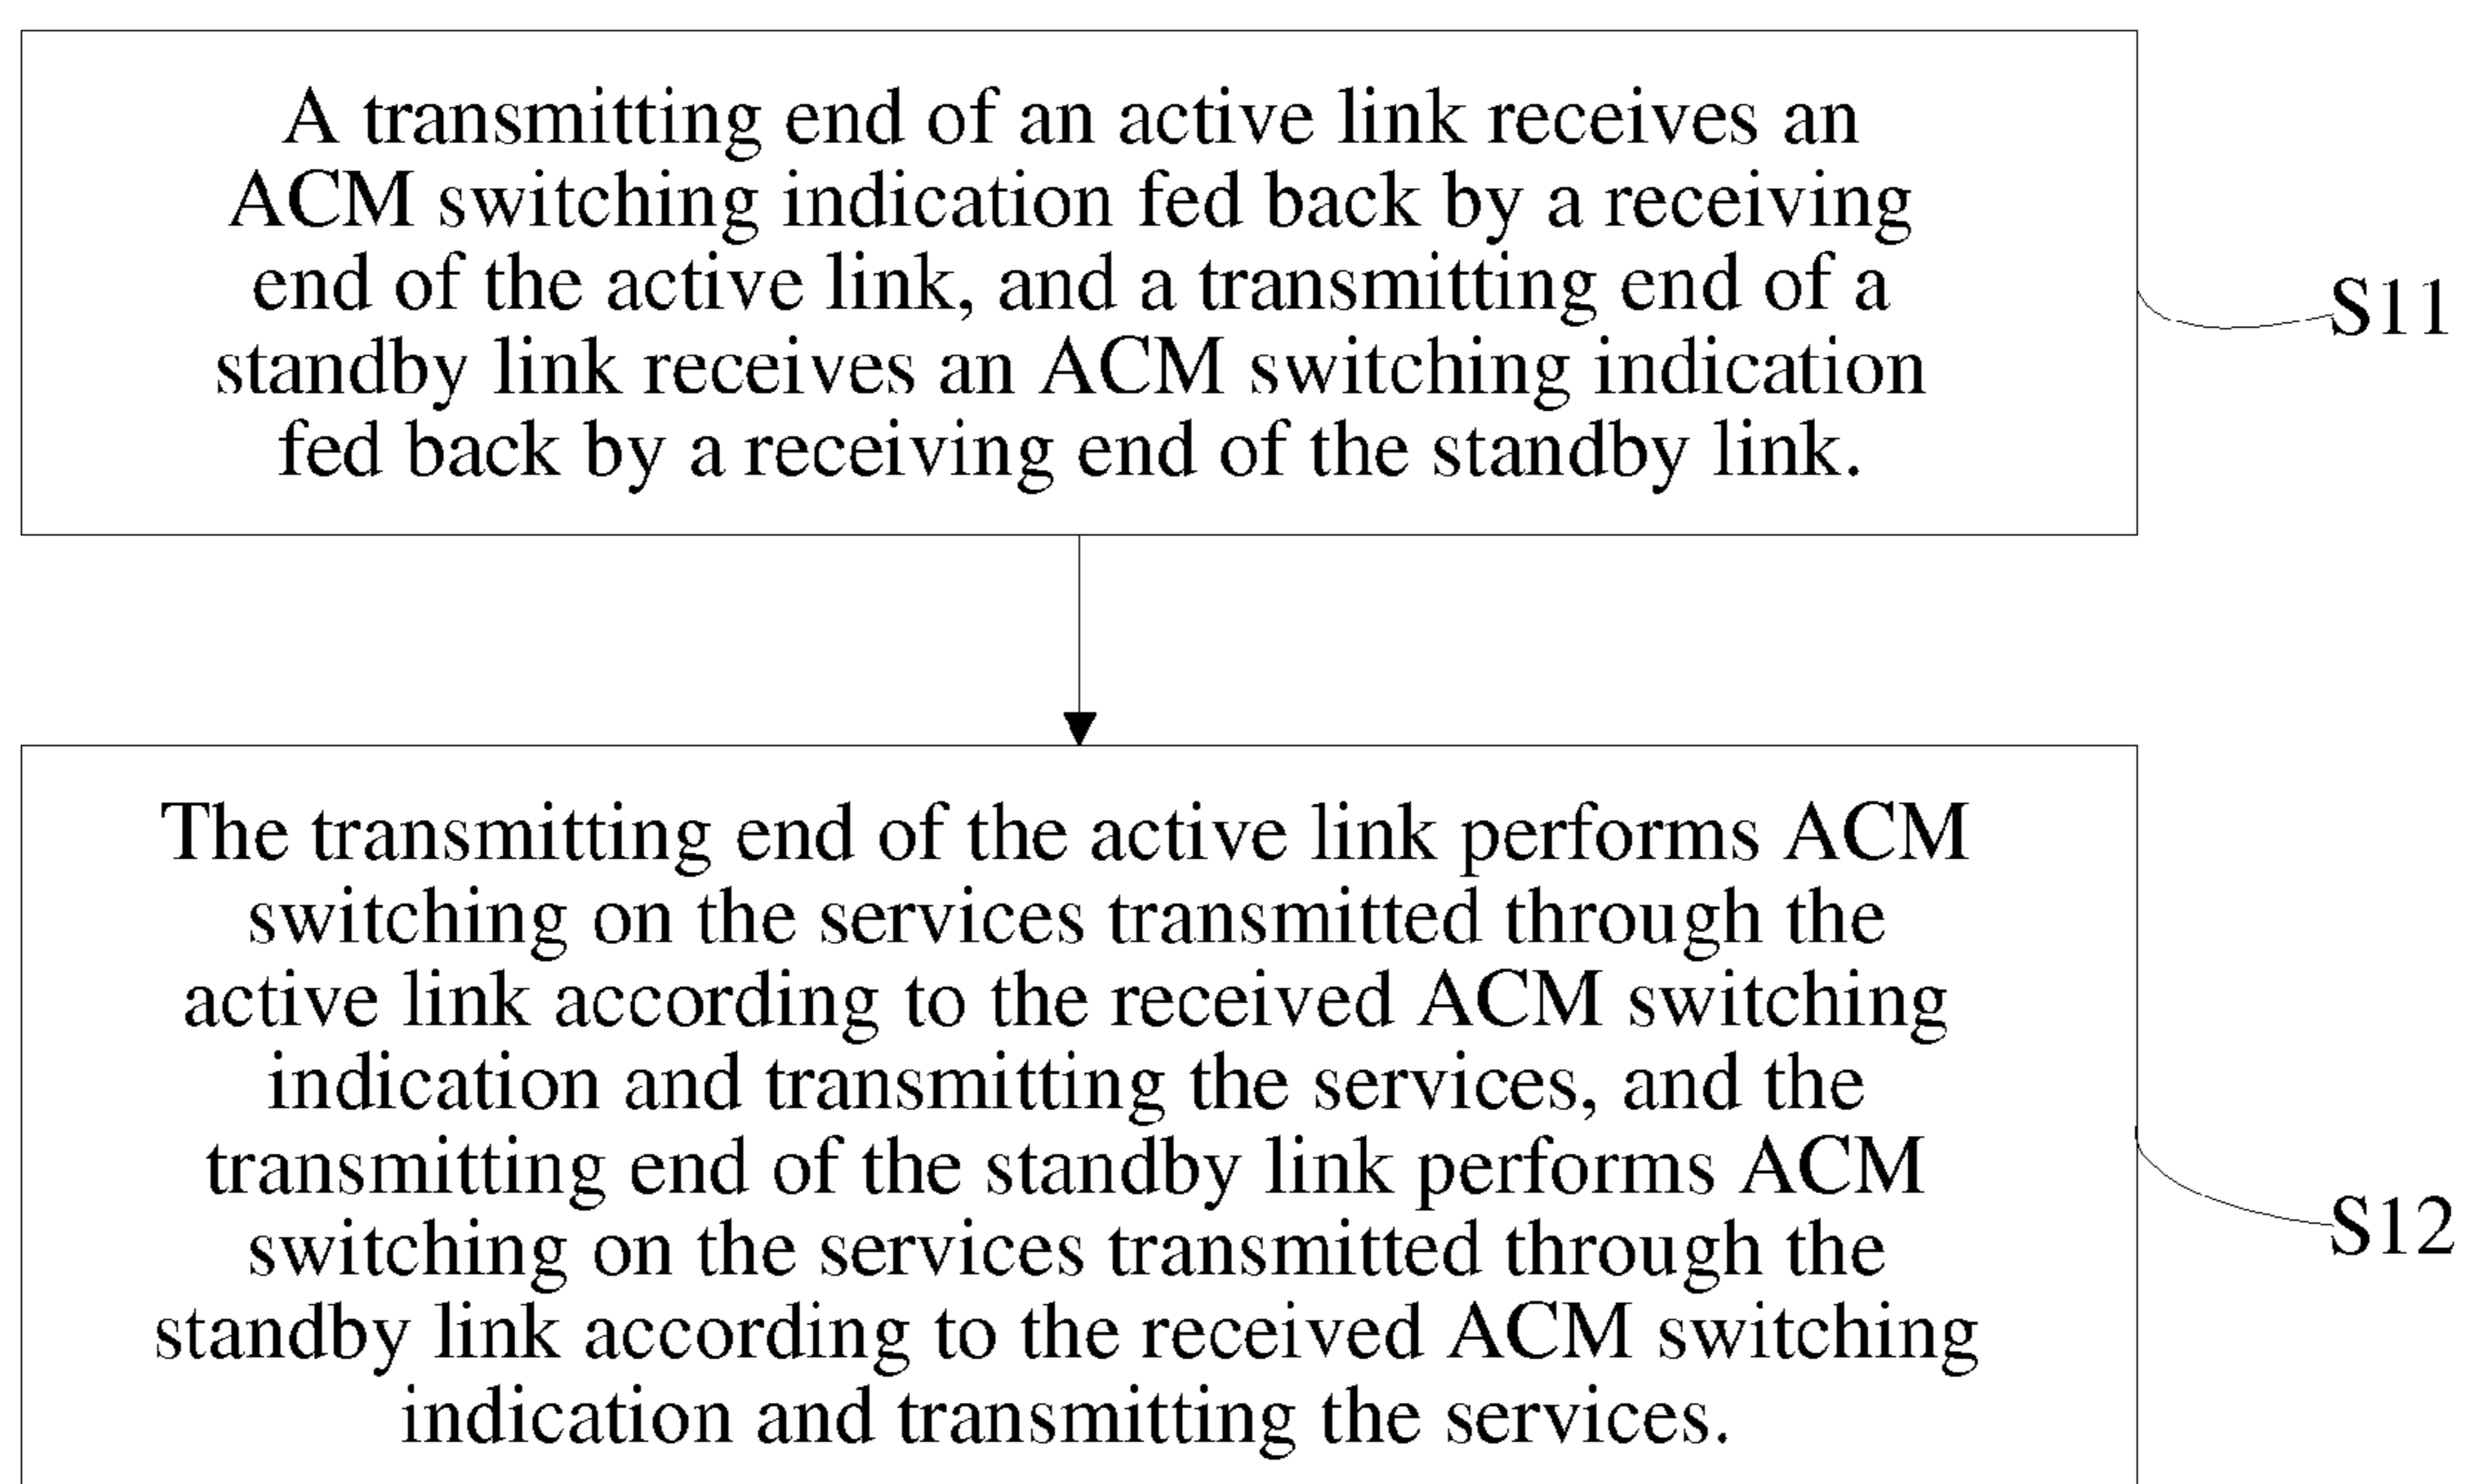 A transmitting end of an active link receives an
ACM switching indication fed back by a receiving
end of the active link, and a transmitting end of a
standby link receives an ACM switching indication
fed back by a receiving end of the standby link.
S11
The transmitting end of the active link performs ACM
switching on the services transmitted through the
active link according to the received ACM switching
indication and transmitting the services, and the
transmitting end of the standby link performs ACM
switching on the services transmitted through the
standby link according to the received ACM switching
indication and transmitting the services.
S12